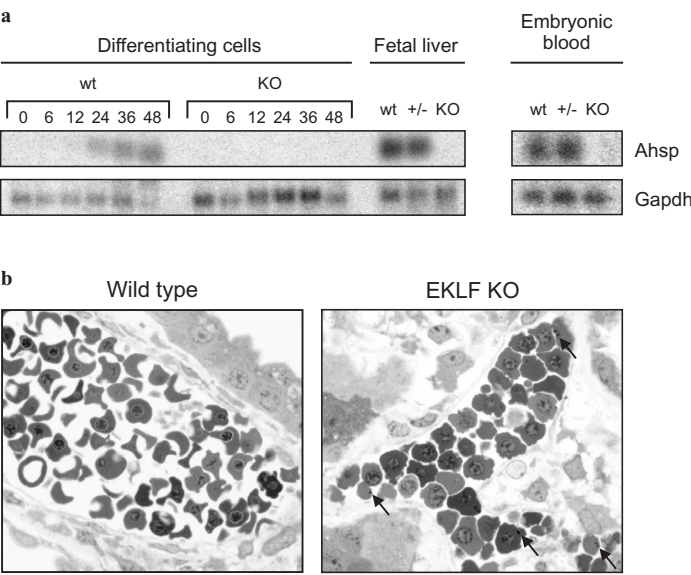 a
Differentiating cells
Fetal liver
Embryonic
blood
wt
KO
0 6 12 24 36 48
0 6 12 24 36 48
wt +/- KO
wt +/- KO
Ahsp
Gapdh
b
Wild type
EKLF KO